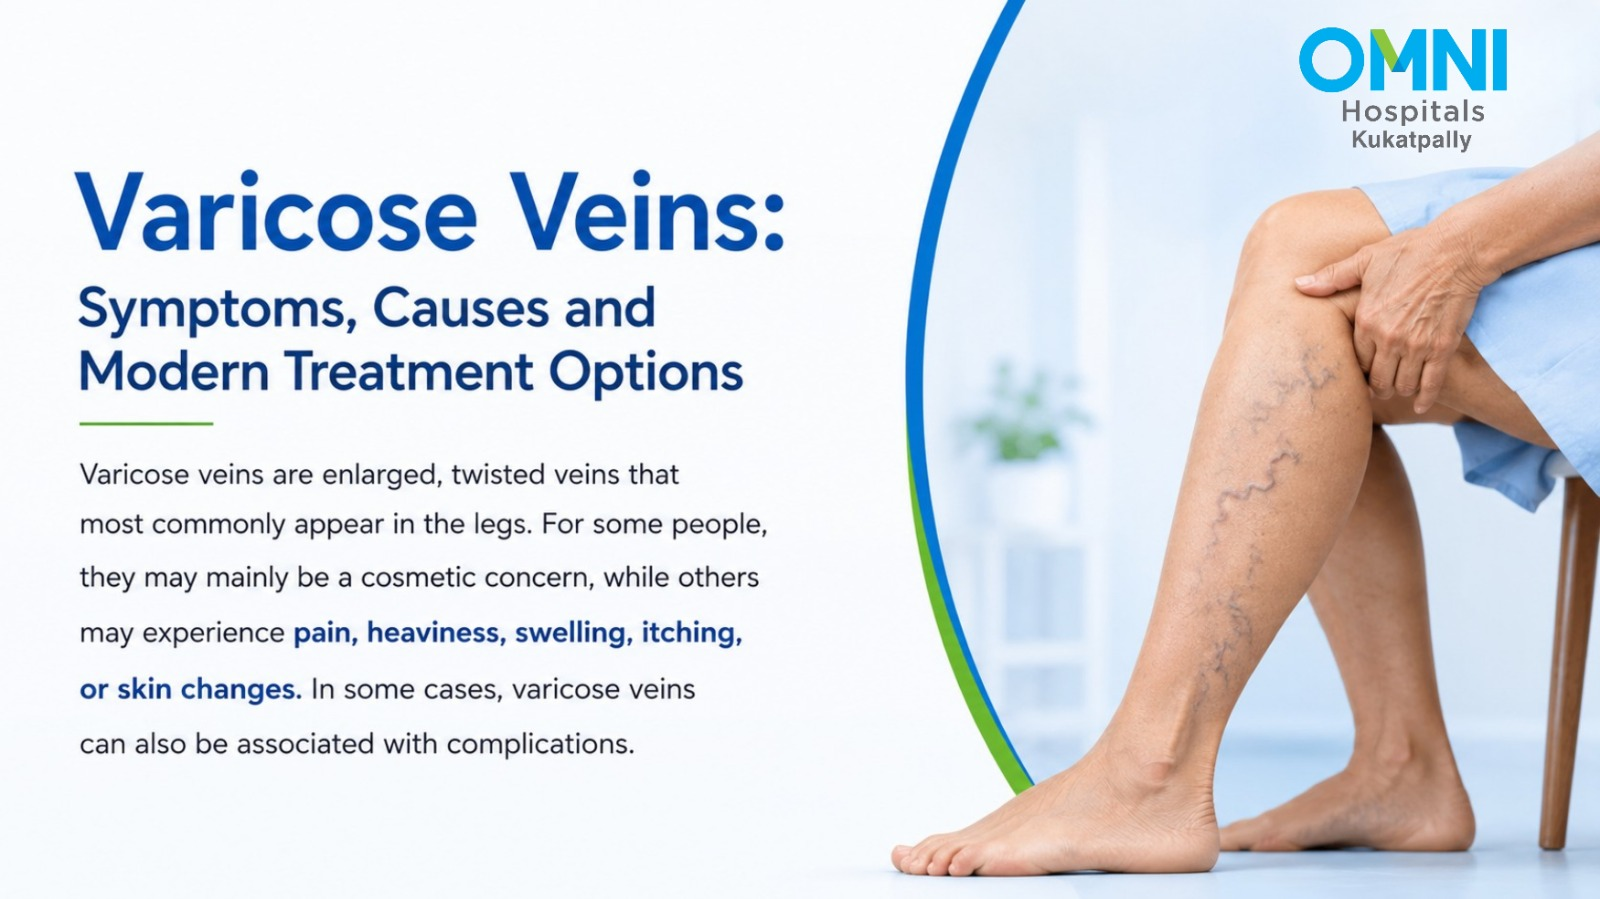 OMNI
Hospitals
Kukatpally
Varicose Veins:
Symptoms, Causes and
Modern Treatment Options
Varicose veins are enlarged, twisted veins that
most commonly appear in the legs. For some people,
they may mainly be a cosmetic concern, while others
may experience pain, heaviness, swelling, itching,
or skin changes. In some cases, varicose veins
can also be associated with complications.